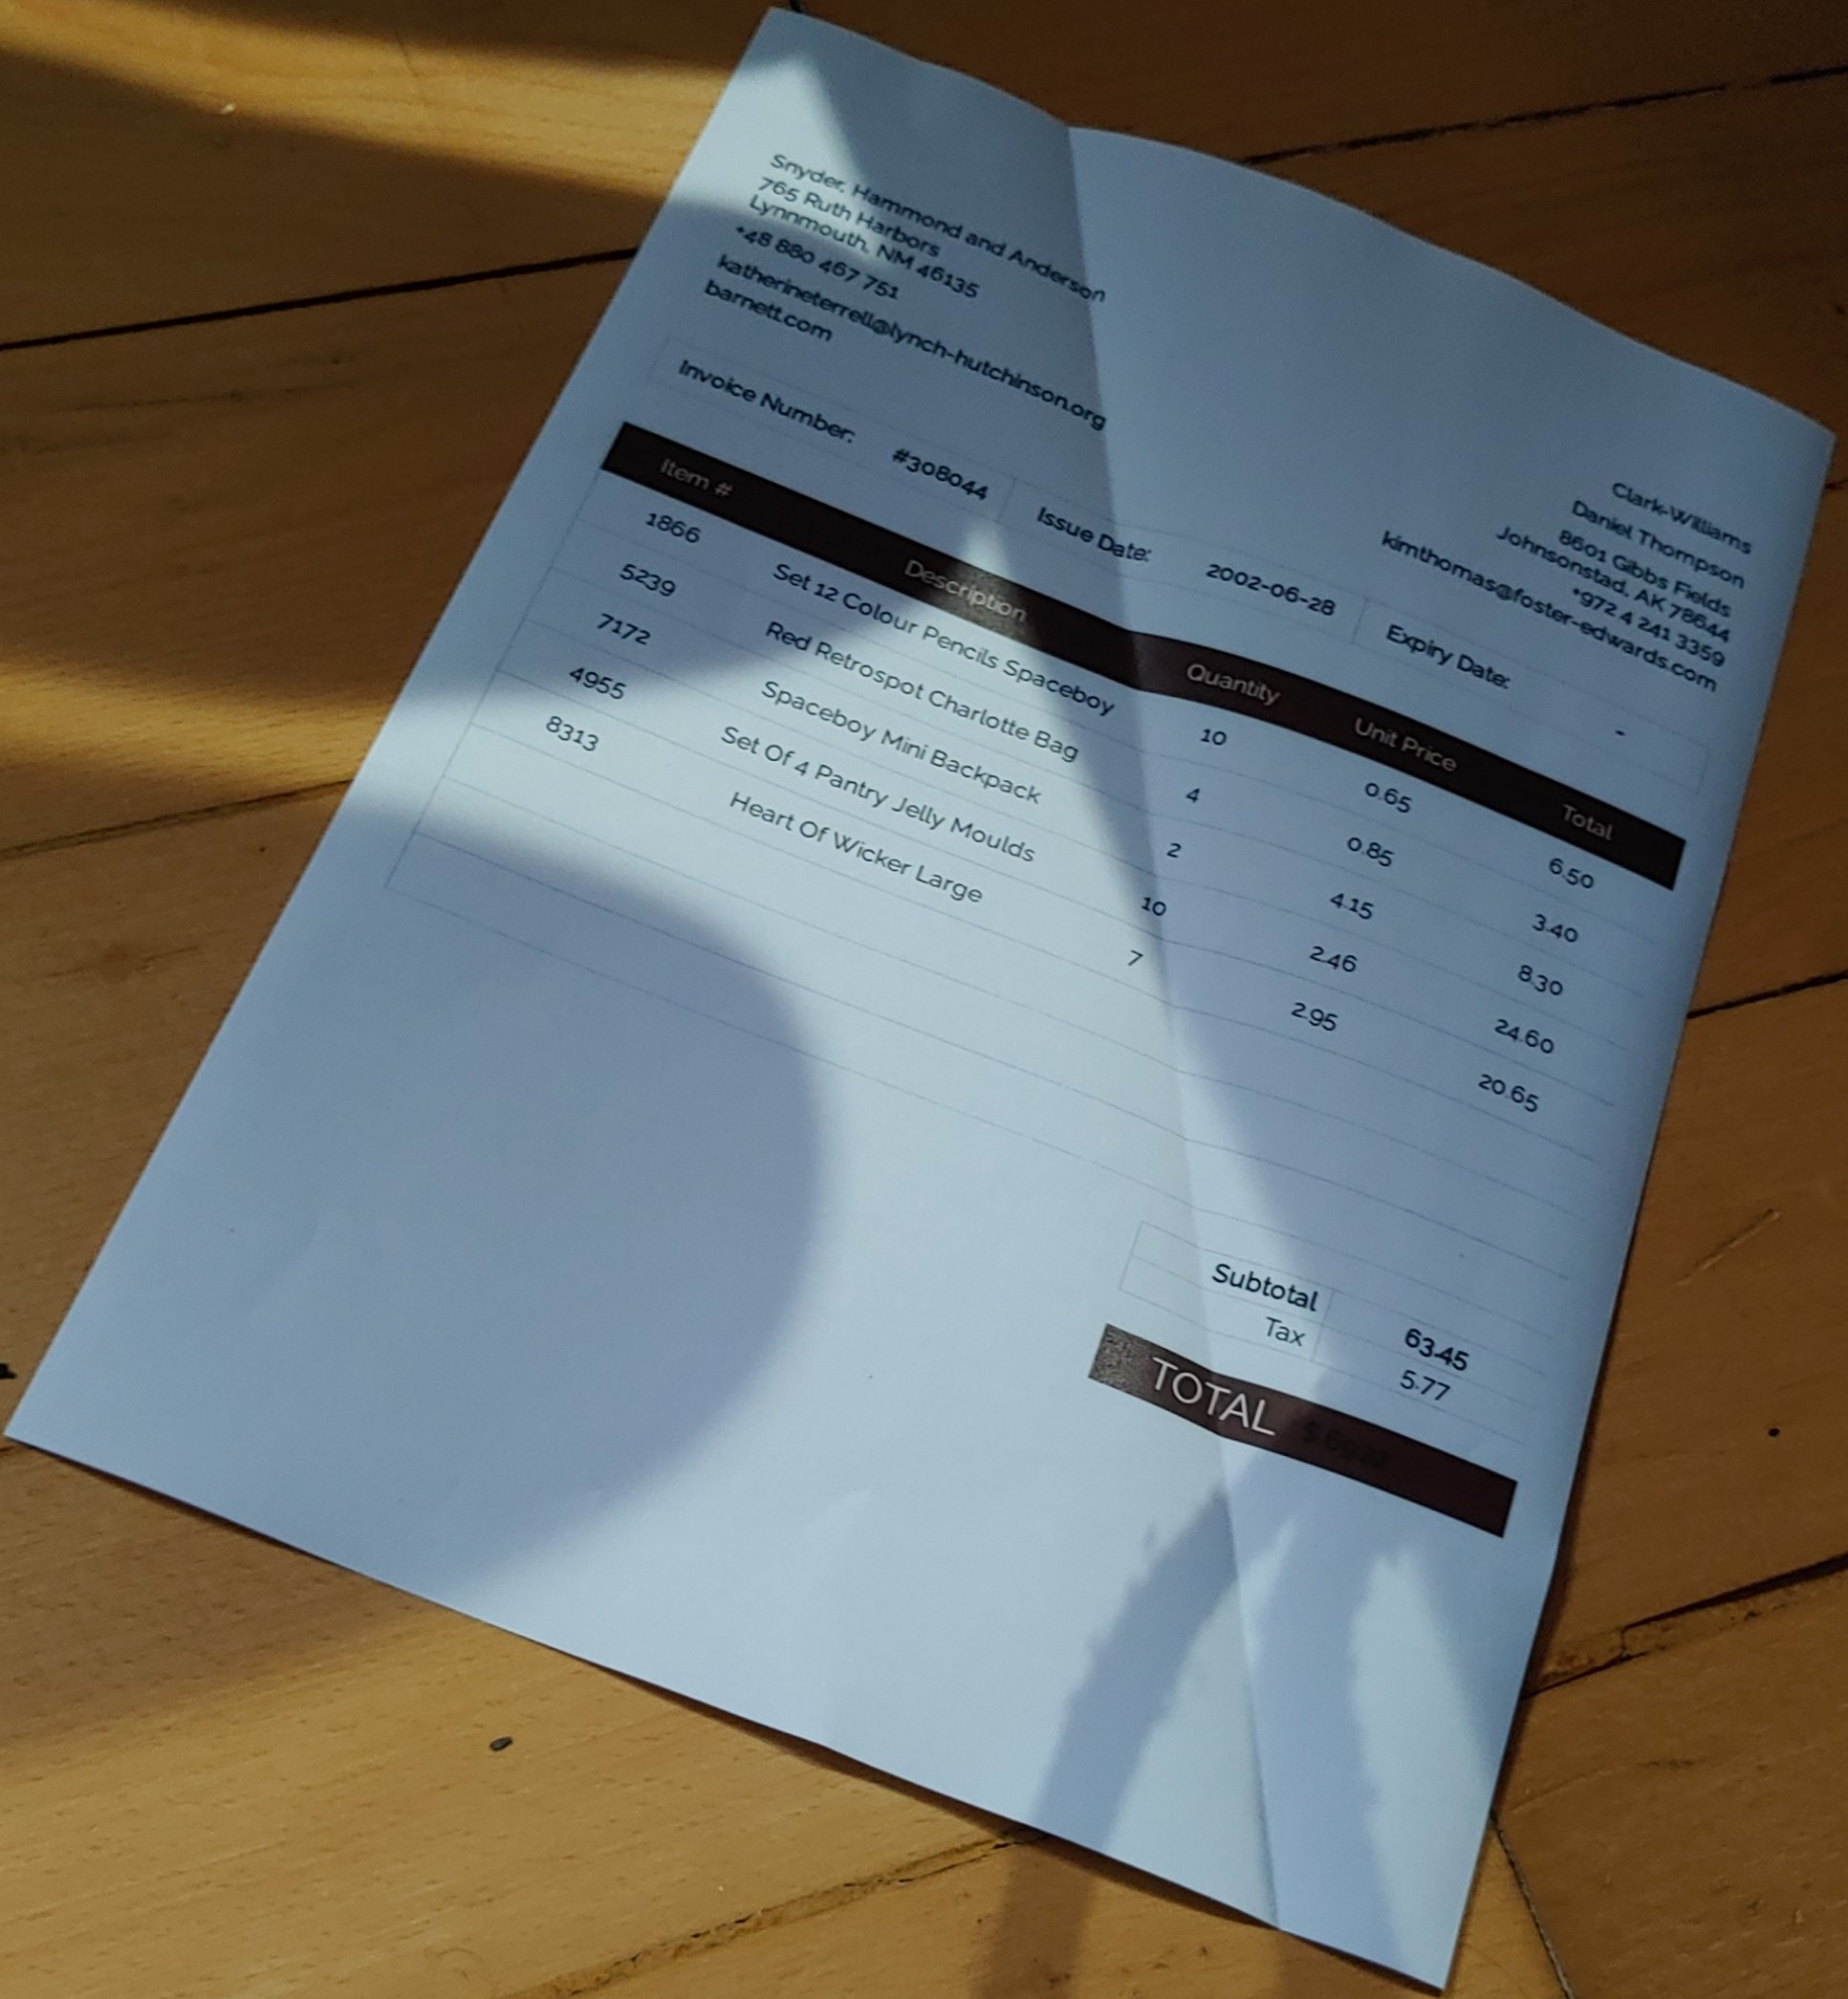 Snyder, Hammond and Anderson
765 Ruth Harbors
Lynnmouth, NM 46135
+48 880 467 751
katherineterrell@lynch-hutchinson.org
barnett.com
Clark-Williams
Daniel Thompson
8601 Gibbs Fields
Johnsonstad, AK 78644
+972 4 241 3359
kimthomas@foster-edwards.com
Invoice Number: #308044 Issue Date: 2002-06-28 Expiry Date: -
Item # Description Quantity Unit Price Total
1866 Set 12 Colour Pencils Spaceboy 10 0.65 6.50
5239 Red Retrospot Charlotte Bag 4 0.85 3.40
7172 Spaceboy Mini Backpack 2 4.15 8.30
4955 Set Of 4 Pantry Jelly Moulds 10 2.46 24.60
8313 Heart Of Wicker Large 7 2.95 20.65
Subtotal 63.45
Tax 5.77
TOTAL $ 69.22